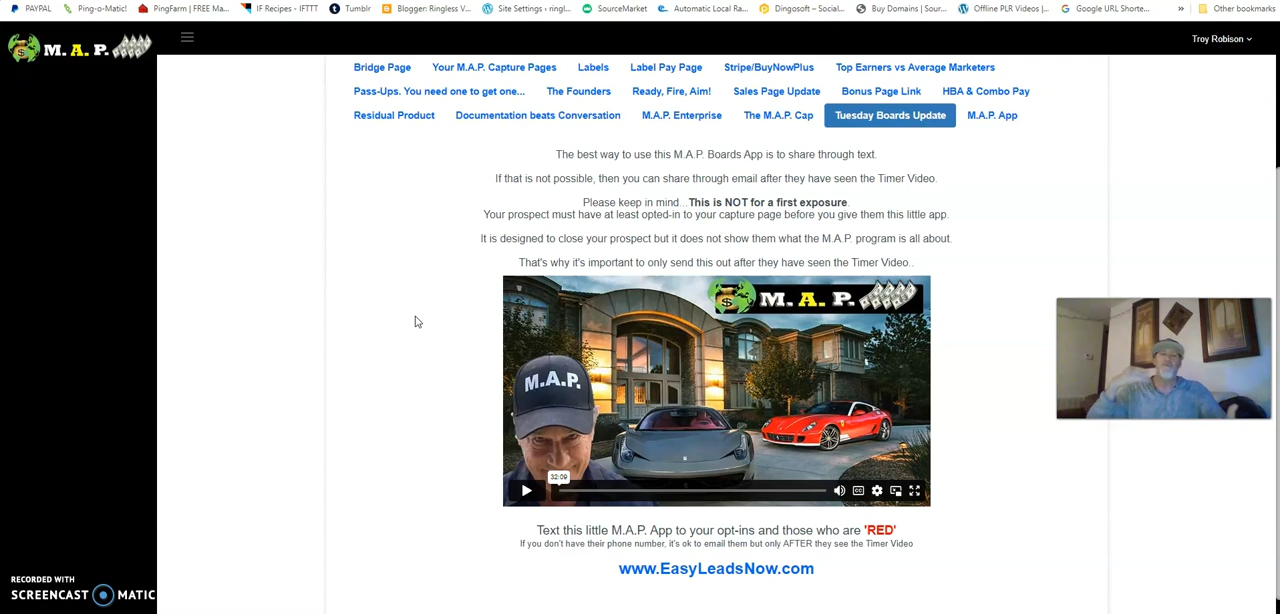 PAYPAL Ping-o-Matic! PingFarm | FREE Ma... IF Recipes - IFTTT Tumblr Blogger: Ringless V... Site Settings ‹ ringl... SourceMarket Automatic Local Ra... Dingosoft – Social... Buy Domains | Sour... Offline PLR Videos |... Google URL Shorte... » Other bookmarks
M. A. P.
Troy Robison
Bridge Page Your M.A.P. Capture Pages Labels Label Pay Page Stripe/BuyNowPlus Top Earners vs Average Marketers
Pass-Ups. You need one to get one... The Founders Ready, Fire, Aim! Sales Page Update Bonus Page Link HBA & Combo Pay
Residual Product Documentation beats Conversation M.A.P. Enterprise The M.A.P. Cap Tuesday Boards Update M.A.P. App
The best way to use this M.A.P. Boards App is to share through text.
If that is not possible, then you can share through email after they have seen the Timer Video.
Please keep in mind...This is NOT for a first exposure.
Your prospect must have at least opted-in to your capture page before you give them this little app.
It is designed to close your prospect but it does not show them what the M.A.P. program is all about.
That's why it's important to only send this out after they have seen the Timer Video..
M. A. P.
M.A.P.
32:09
CC
Text this little M.A.P. App to your opt-ins and those who are 'RED'
If you don't have their phone number, it's ok to email them but only AFTER they see the Timer Video
www.EasyLeadsNow.com
RECORDED WITH
SCREENCAST MATIC